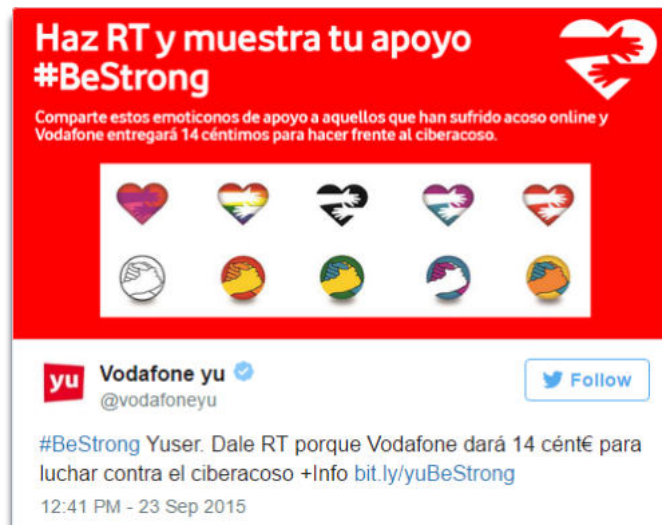 Haz RT y muestra tu apoyo
#BeStrong
Comparte estos emoticonos de apoyo a aquellos que han sufrido acoso online y
Vodafone entregará 14 céntimos para hacer frente al ciberacoso.
yu
Vodafone yu
@vodafoneyu
Follow
#BeStrong Yuser. Dale RT porque Vodafone dará 14 cént€ para
luchar contra el ciberacoso +Info bit.ly/yuBeStrong
12:41 PM - 23 Sep 2015